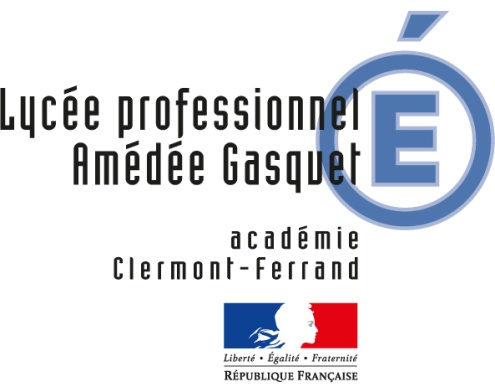 Lycée professionnel
Amédée Gasquet
É
académie
Clermont-Ferrand
Liberté • Égalité • Fraternité
RÉPUBLIQUE FRANÇAISE